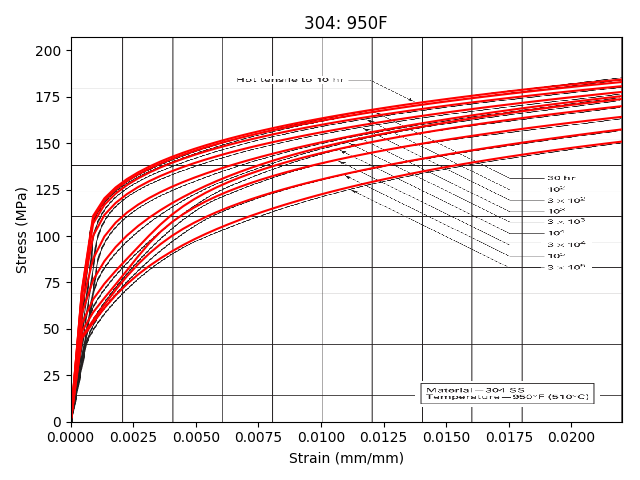 304: 950F
Stress (MPa)
200
175
150
125
100
75
50
25
0
Hot tensile to 10 hr
30 hr
10²
3 × 10²
10³
3 × 10³
10⁴
3 × 10⁴
10⁵
Material—304 SS
Temperature—950°F (510°C)
0.0000 0.0025 0.0050 0.0075 0.0100 0.0125 0.0150 0.0175 0.0200
Strain (mm/mm)